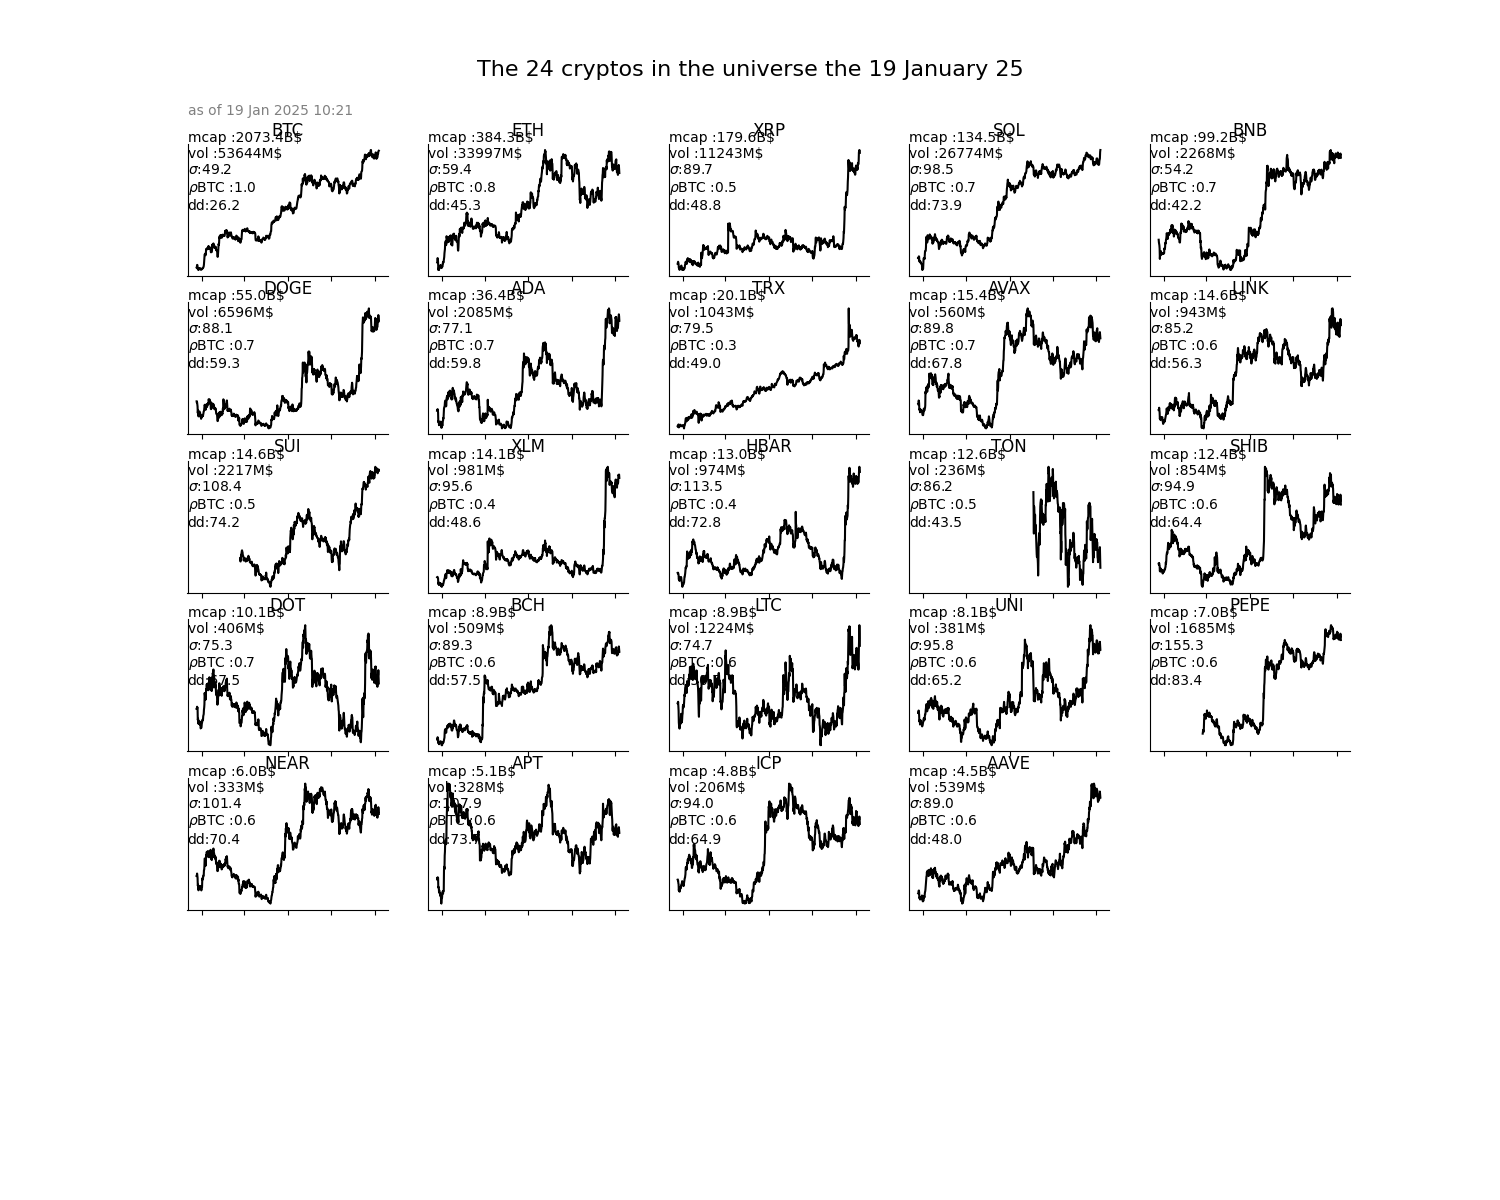 The 24 cryptos in the universe the 19 January 25
as of 19 Jan 2025 10:21
BTC
mcap :2073.4B$
vol :53644M$
σ:49.2
ρBTC :1.0
dd:26.2
ETH
mcap :384.3B$
vol :33997M$
σ:59.4
ρBTC :0.8
dd:45.3
XRP
mcap :179.6B$
vol :11243M$
σ:89.7
ρBTC :0.5
dd:48.8
SOL
mcap :134.5B$
vol :26774M$
σ:98.5
ρBTC :0.7
dd:73.9
BNB
mcap :99.2B$
vol :2268M$
σ:54.2
ρBTC :0.7
dd:42.2
DOGE
mcap :55.0B$
vol :6596M$
σ:88.1
ρBTC :0.7
dd:59.3
ADA
mcap :36.4B$
vol :2085M$
σ:77.1
ρBTC :0.7
dd:59.8
TRX
mcap :20.1B$
vol :1043M$
σ:79.5
ρBTC :0.3
dd:49.0
AVAX
mcap :15.4B$
vol :560M$
σ:89.8
ρBTC :0.7
dd:67.8
LINK
mcap :14.6B$
vol :943M$
σ:85.2
ρBTC :0.6
dd:56.3
SUI
mcap :14.6B$
vol :2217M$
σ:108.4
ρBTC :0.5
dd:74.2
XLM
mcap :14.1B$
vol :981M$
σ:95.6
ρBTC :0.4
dd:48.6
HBAR
mcap :13.0B$
vol :974M$
σ:113.5
ρBTC :0.4
dd:72.8
TON
mcap :12.6B$
vol :236M$
σ:86.2
ρBTC :0.5
dd:43.5
SHIB
mcap :12.4B$
vol :854M$
σ:94.9
ρBTC :0.6
dd:64.4
DOT
mcap :10.1B$
vol :406M$
σ:75.3
ρBTC :0.7
BCH
mcap :8.9B$
vol :509M$
σ:89.3
ρBTC :0.6
dd:57.5
LTC
mcap :8.9B$
vol :1224M$
σ:74.7
ρBTC :0.6
UNI
mcap :8.1B$
vol :381M$
σ:95.8
ρBTC :0.6
dd:65.2
PEPE
mcap :7.0B$
vol :1685M$
σ:155.3
ρBTC :0.6
dd:83.4
NEAR
mcap :6.0B$
vol :333M$
σ:101.4
ρBTC :0.6
dd:70.4
APT
mcap :5.1B$
vol :328M$
σ:107.9
ρBTC :0.6
ICP
mcap :4.8B$
vol :206M$
σ:94.0
ρBTC :0.6
dd:64.9
AAVE
mcap :4.5B$
vol :539M$
σ:89.0
ρBTC :0.6
dd:48.0